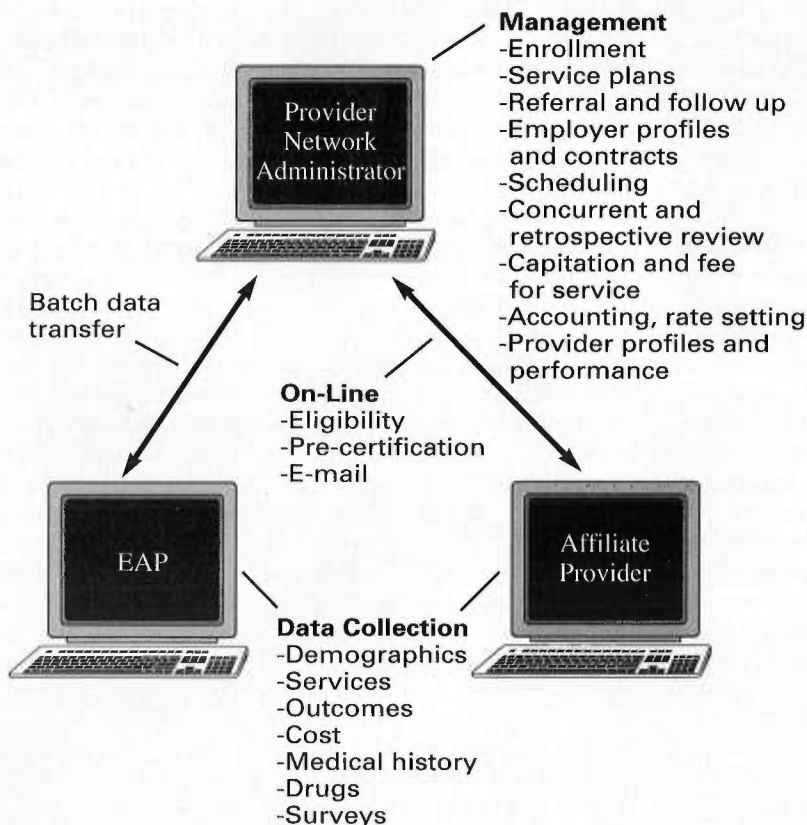 Management
-Enrollment
-Service plans
-Referral and follow up
-Employer profiles
and contracts
-Scheduling
-Concurrent and
retrospective review
-Capitation and fee
for service
-Accounting, rate setting
-Provider profiles and
performance
Provider
Network
Administrator
Batch data
transfer
On-Line
-Eligibility
-Pre-certification
-E-mail
EAP
Affiliate
Provider
Data Collection
-Demographics
-Services
-Outcomes
-Cost
-Medical history
-Drugs
-Surveys